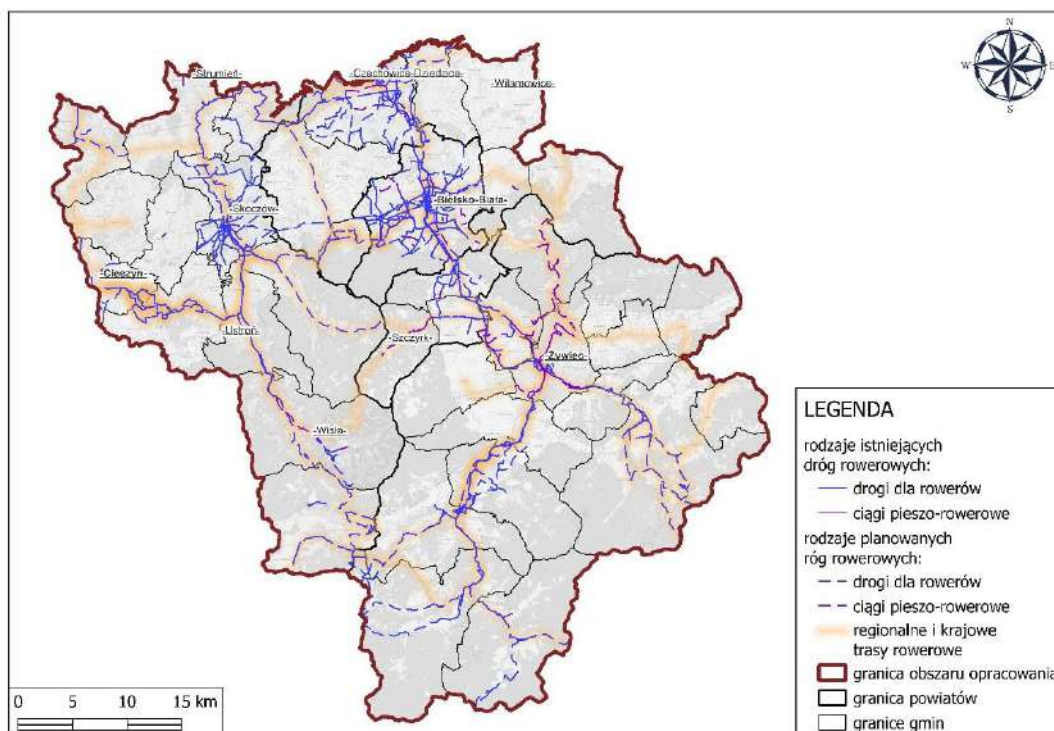 N
W
E
S
-Strumień-
-Czechowice-Dziedzice-
-Wilamowice-
-Bielsko-Biała-
-Skoczów-
-Cieszyn-
-Ustroń-
-Szczyrk-
-Żywiec-
-Wisła-
LEGENDA
rodzaje istniejących
dróg rowerowych:
drogi dla rowerów
ciągi pieszo-rowerowe
rodzaje planowanych
róg rowerowych:
drogi dla rowerów
ciągi pieszo-rowerowe
regionalne i krajowe
trasy rowerowe
granica obszaru opracowania
granica powiatów
granice gmin
0 5 10 15 km